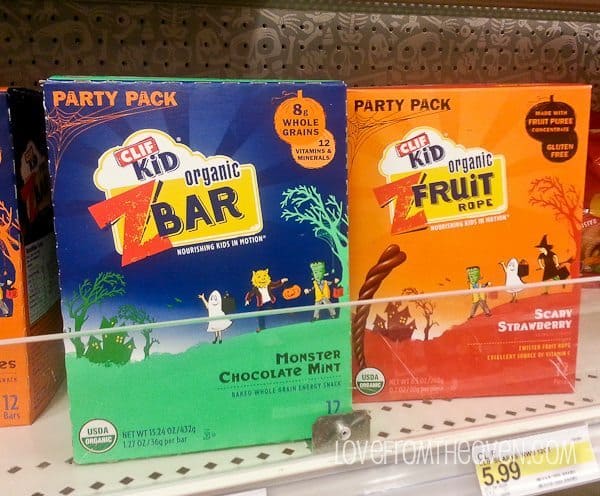 PARTY PACK
8g
WHOLE
GRAINS
12
VITAMINS &
MINERALS
CLIF
KiD
organic
ZBAR
NOURISHING KIDS IN MOTION
MONSTER
CHOCOLATE MINT
BAKED WHOLE GRAIN ENERGY SNACK
12
USDA
ORGANIC
NET WT 15.24 OZ/432g
1.27 OZ/36g per bar
PARTY PACK
MADE WITH
FRUIT PUREE
CONCENTRATE
GLUTEN
FREE
CLIF
KiD
organic
ZFRUIT
ROPE
NOURISHING KIDS IN MOTION
SCARY
STRAWBERRY
TWISTED FRUIT ROPE
EXCELLENT SOURCE OF VITAMIN C
USDA
ORGANIC
12
Bars
5.99
LOVEFROMTHEOVEN.COM